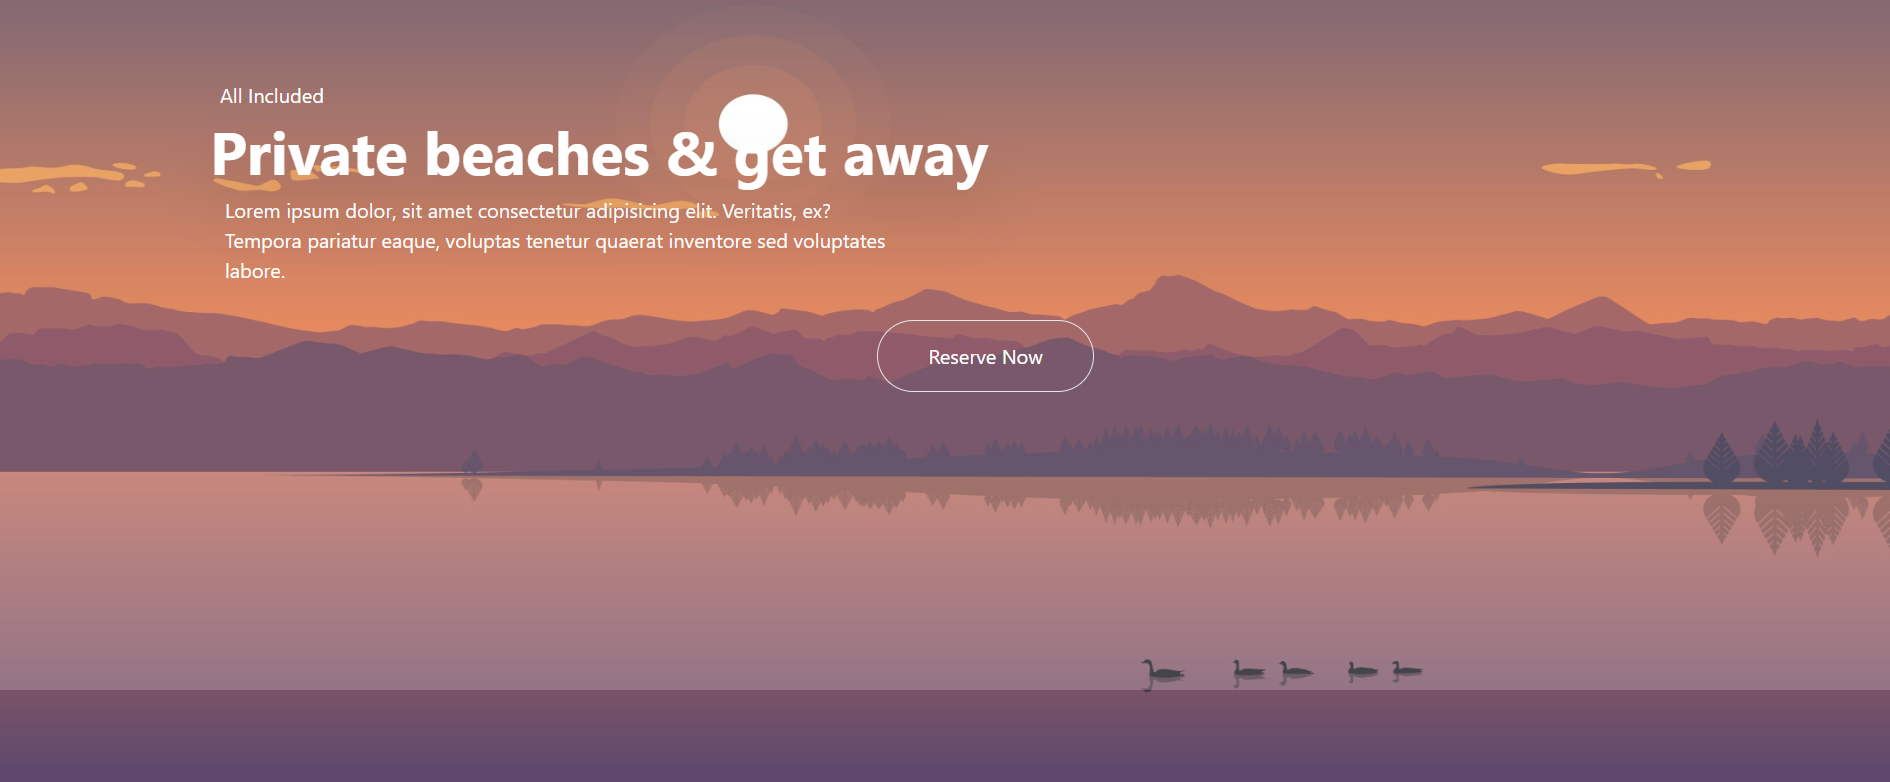 All Included
Private beaches & get away
Lorem ipsum dolor, sit amet consectetur adipisicing elit. Veritatis, ex?
Tempora pariatur eaque, voluptas tenetur quaerat inventore sed voluptates
labore.
Reserve Now